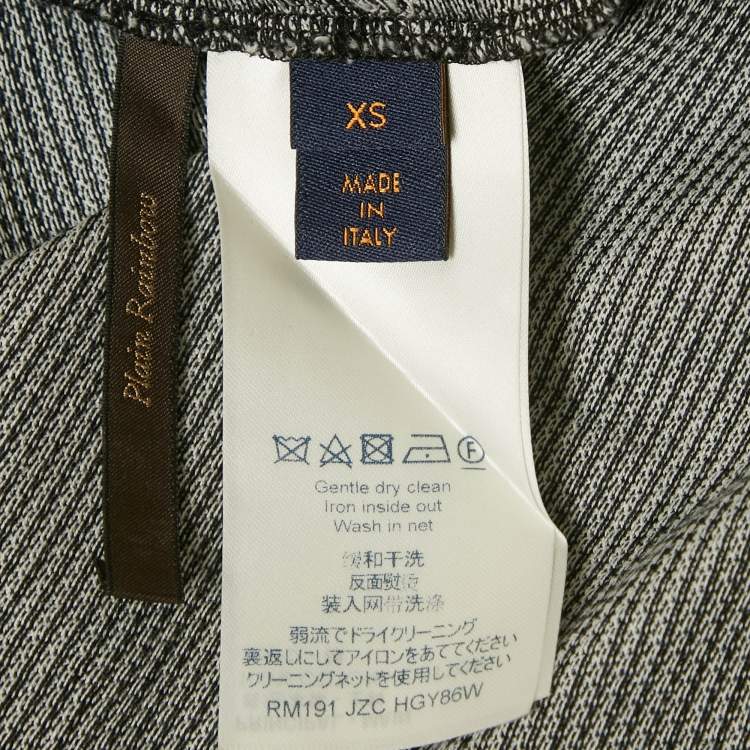 XS
MADE
IN
ITALY
Plain Rainbows
F
Gentle dry clean
Iron inside out
Wash in net
缓和干洗
反面熨烫
装入网带洗涤
弱流でドライクリーニング
裏返しにしてアイロンをあててください
クリーニングネットを使用してください
RM191 JZC HGY86W